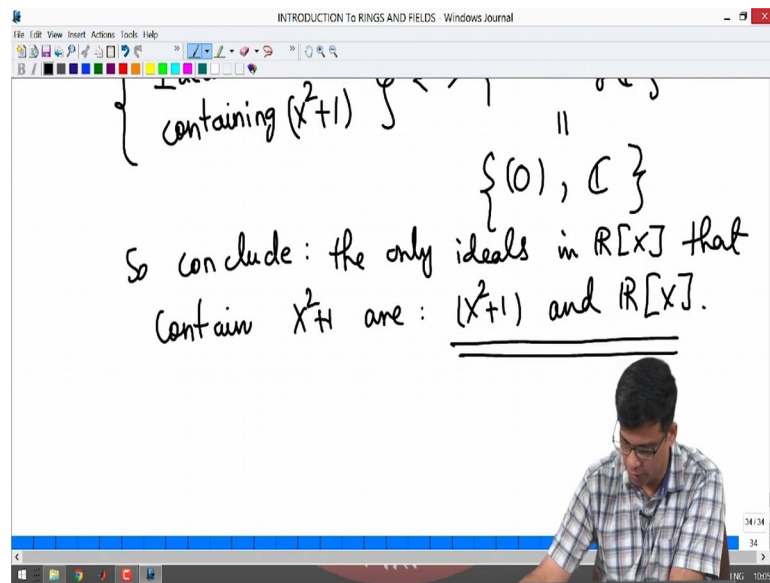 INTRODUCTION To RINGS AND FIELDS - Windows Journal
File Edit View Insert Actions Tools Help
containing (x²+1)
{(0), ℂ}
So conclude : the only ideals in ℝ[x] that
contain x²+1 are : (x²+1) and ℝ[x].
34/34
34
ENG